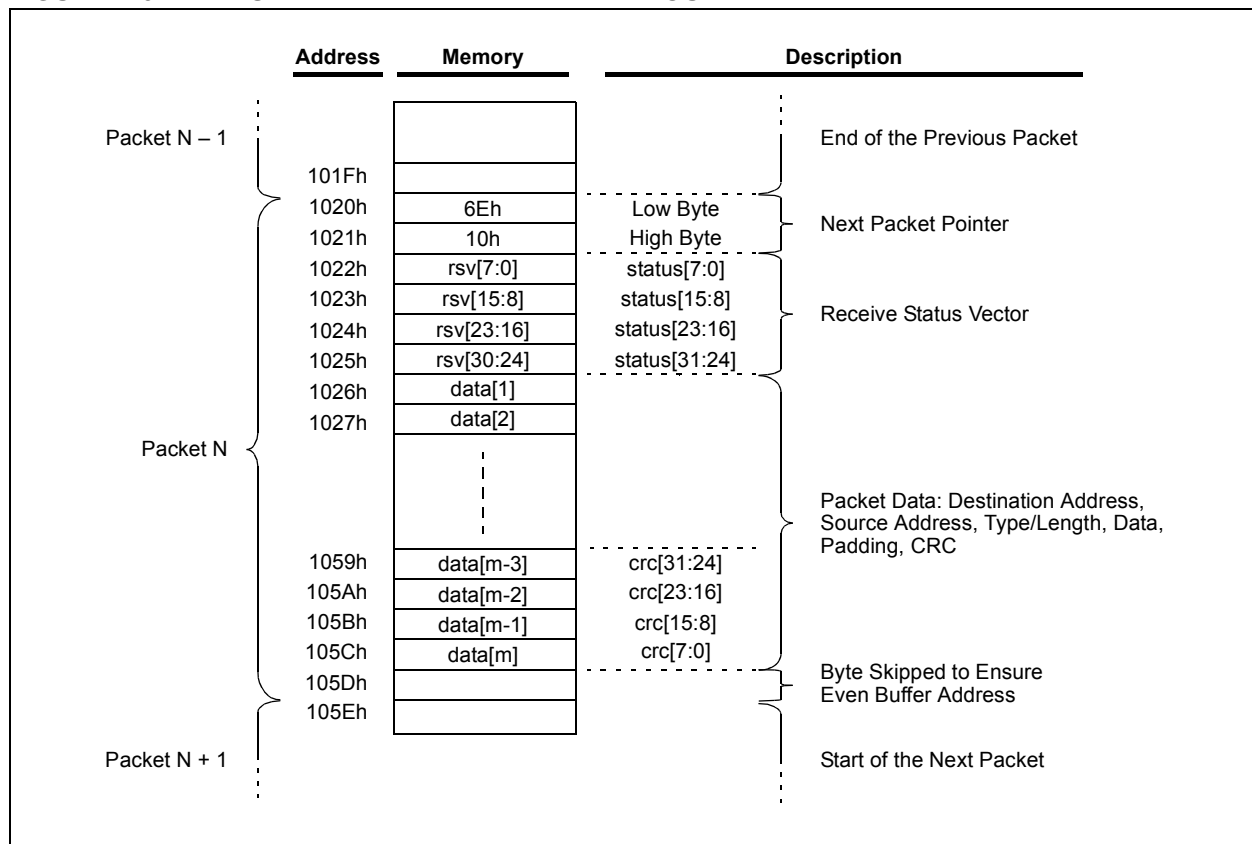 Address Memory Description
Packet N – 1 End of the Previous Packet
101Fh
1020h 6Eh Low Byte
Next Packet Pointer
1021h 10h High Byte
1022h rsv[7:0] status[7:0]
1023h rsv[15:8] status[15:8]
Receive Status Vector
1024h rsv[23:16] status[23:16]
1025h rsv[30:24] status[31:24]
1026h data[1]
1027h data[2]
Packet N
Packet Data: Destination Address,
Source Address, Type/Length, Data,
Padding, CRC
1059h data[m-3] crc[31:24]
105Ah data[m-2] crc[23:16]
105Bh data[m-1] crc[15:8]
105Ch data[m] crc[7:0]
Byte Skipped to Ensure
105Dh
Even Buffer Address
105Eh
Packet N + 1 Start of the Next Packet